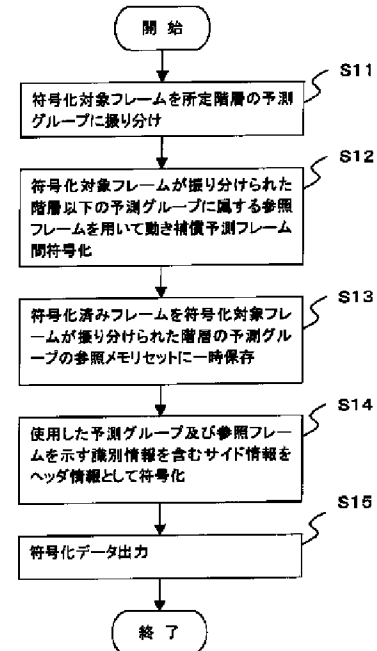 開 始
S11
符号化対象フレームを所定階層の予測
グループに振り分け
S12
符号化対象フレームが振り分けられた
階層以下の予測グループに属する参照
フレームを用いて動き補償予測フレーム
間符号化
S13
符号化済みフレームを符号化対象フレ
ームが振り分けられた階層の予測グル
ープの参照メモリセットに一時保存
S14
使用した予測グループ及び参照フレー
ムを示す識別情報を含むサイド情報を
ヘッダ情報として符号化
S15
符号化データ出力
終 了